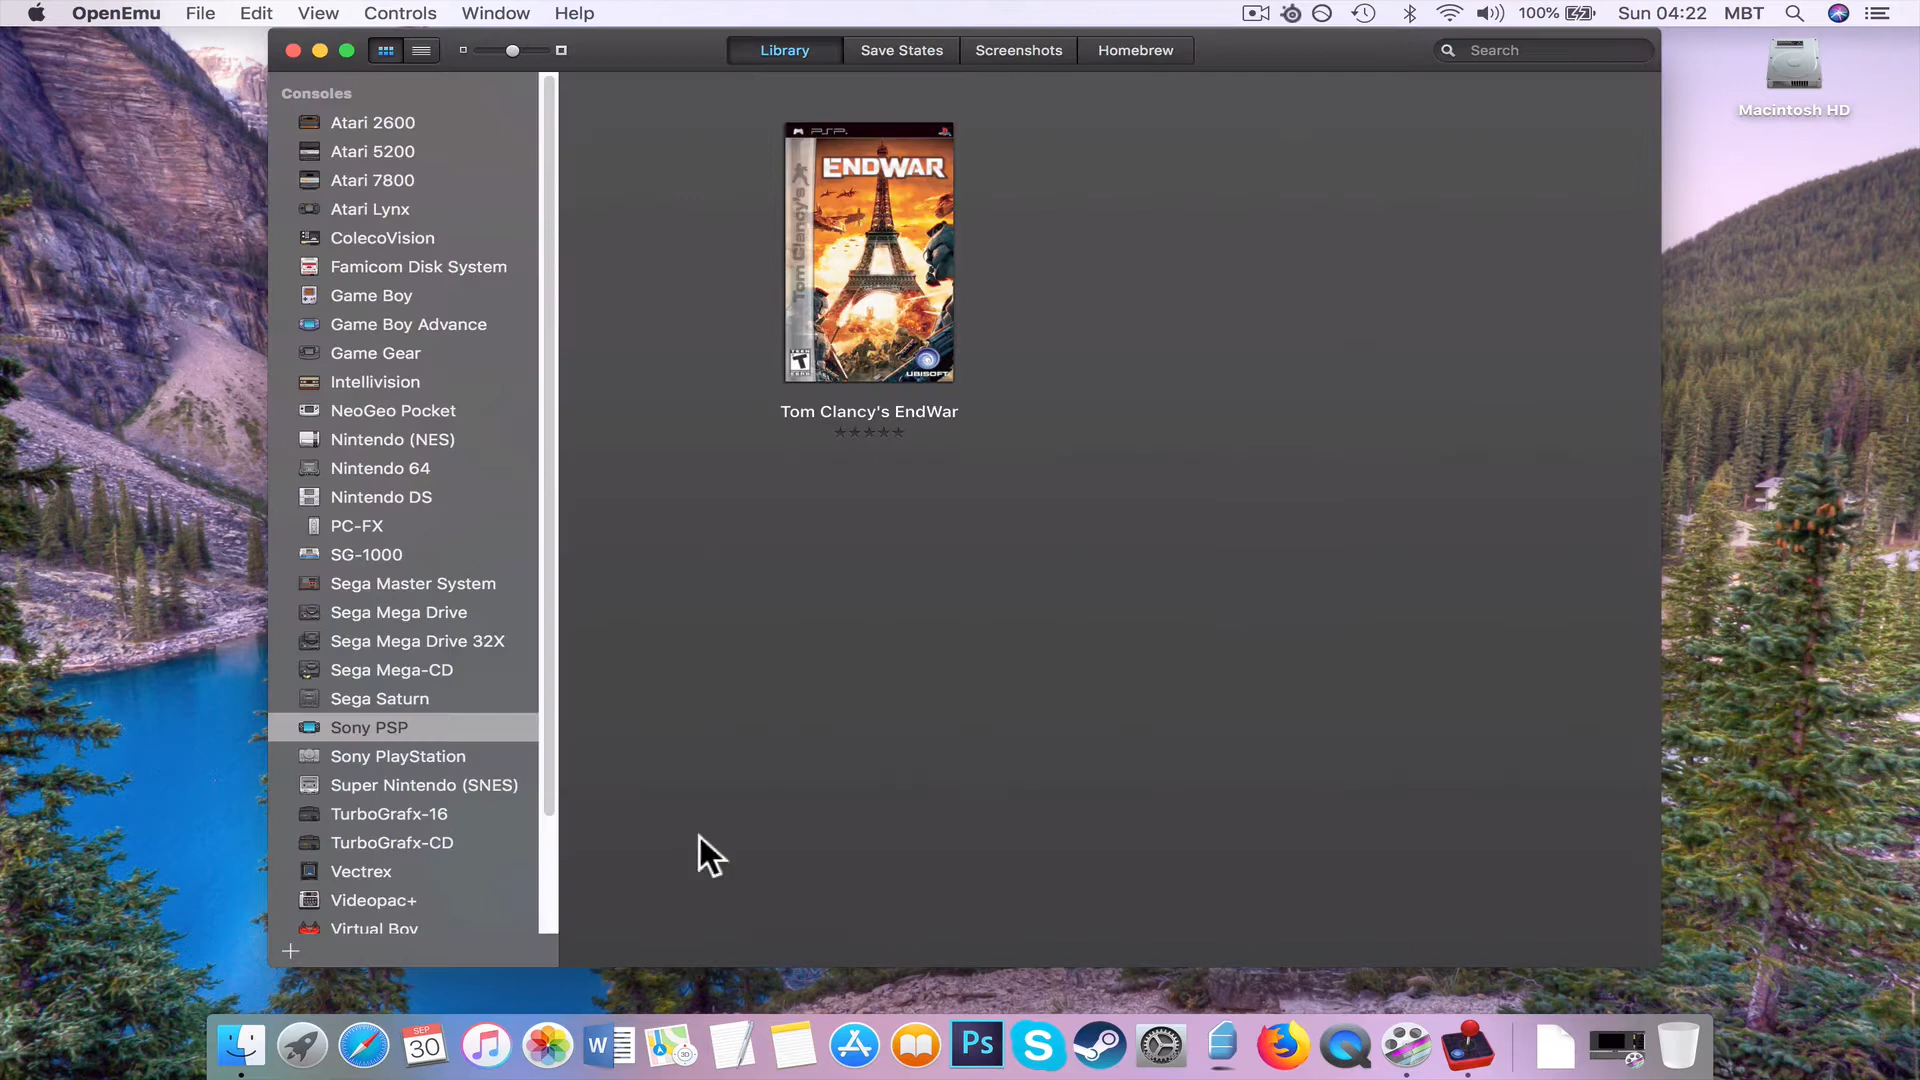 OpenEmu File Edit View Controls Window Help 100% Sun 04:22 MBT
Library Save States Screenshots Homebrew Search
Macintosh HD
Consoles
Atari 2600
Atari 5200
Atari 7800
Atari Lynx
ColecoVision
Famicom Disk System
Game Boy
Game Boy Advance
Game Gear
Intellivision
NeoGeo Pocket
Nintendo (NES)
Nintendo 64
Nintendo DS
PC-FX
SG-1000
Sega Master System
Sega Mega Drive
Sega Mega Drive 32X
Sega Mega-CD
Sega Saturn
Sony PSP
Sony PlayStation
Super Nintendo (SNES)
TurboGrafx-16
TurboGrafx-CD
Vectrex
Videopac+
Virtual Boy
PSP
ENDWAR
Tom Clancy's
T
UBISOFT
Tom Clancy's EndWar
SEP
30
W
3D
Ps
S